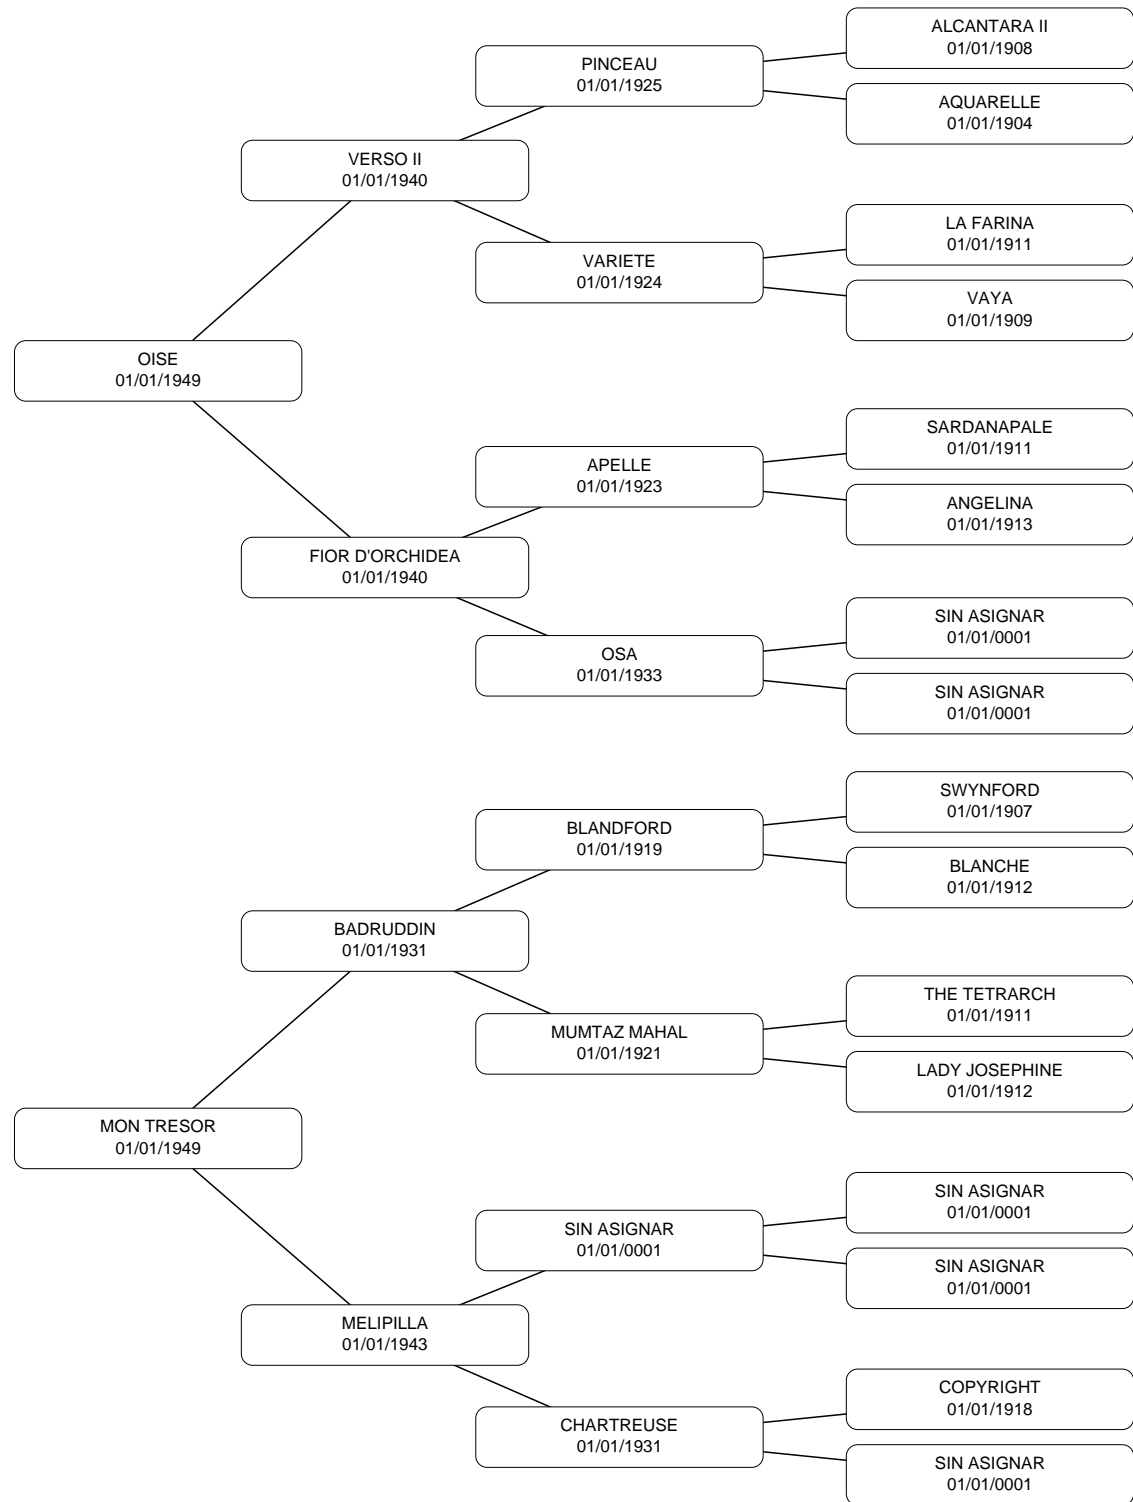 ALCANTARA II
01/01/1908
PINCEAU
01/01/1925
AQUARELLE
01/01/1904
VERSO II
01/01/1940
LA FARINA
01/01/1911
VARIETE
01/01/1924
VAYA
01/01/1909
OISE
01/01/1949
SARDANAPALE
01/01/1911
APELLE
01/01/1923
ANGELINA
01/01/1913
FIOR D'ORCHIDEA
01/01/1940
SIN ASIGNAR
01/01/0001
OSA
01/01/1933
SIN ASIGNAR
01/01/0001
SWYNFORD
01/01/1907
BLANDFORD
01/01/1919
BLANCHE
01/01/1912
BADRUDDIN
01/01/1931
THE TETRARCH
01/01/1911
MUMTAZ MAHAL
01/01/1921
LADY JOSEPHINE
01/01/1912
MON TRESOR
01/01/1949
SIN ASIGNAR
01/01/0001
SIN ASIGNAR
01/01/0001
SIN ASIGNAR
01/01/0001
MELIPILLA
01/01/1943
COPYRIGHT
01/01/1918
CHARTREUSE
01/01/1931
SIN ASIGNAR
01/01/0001